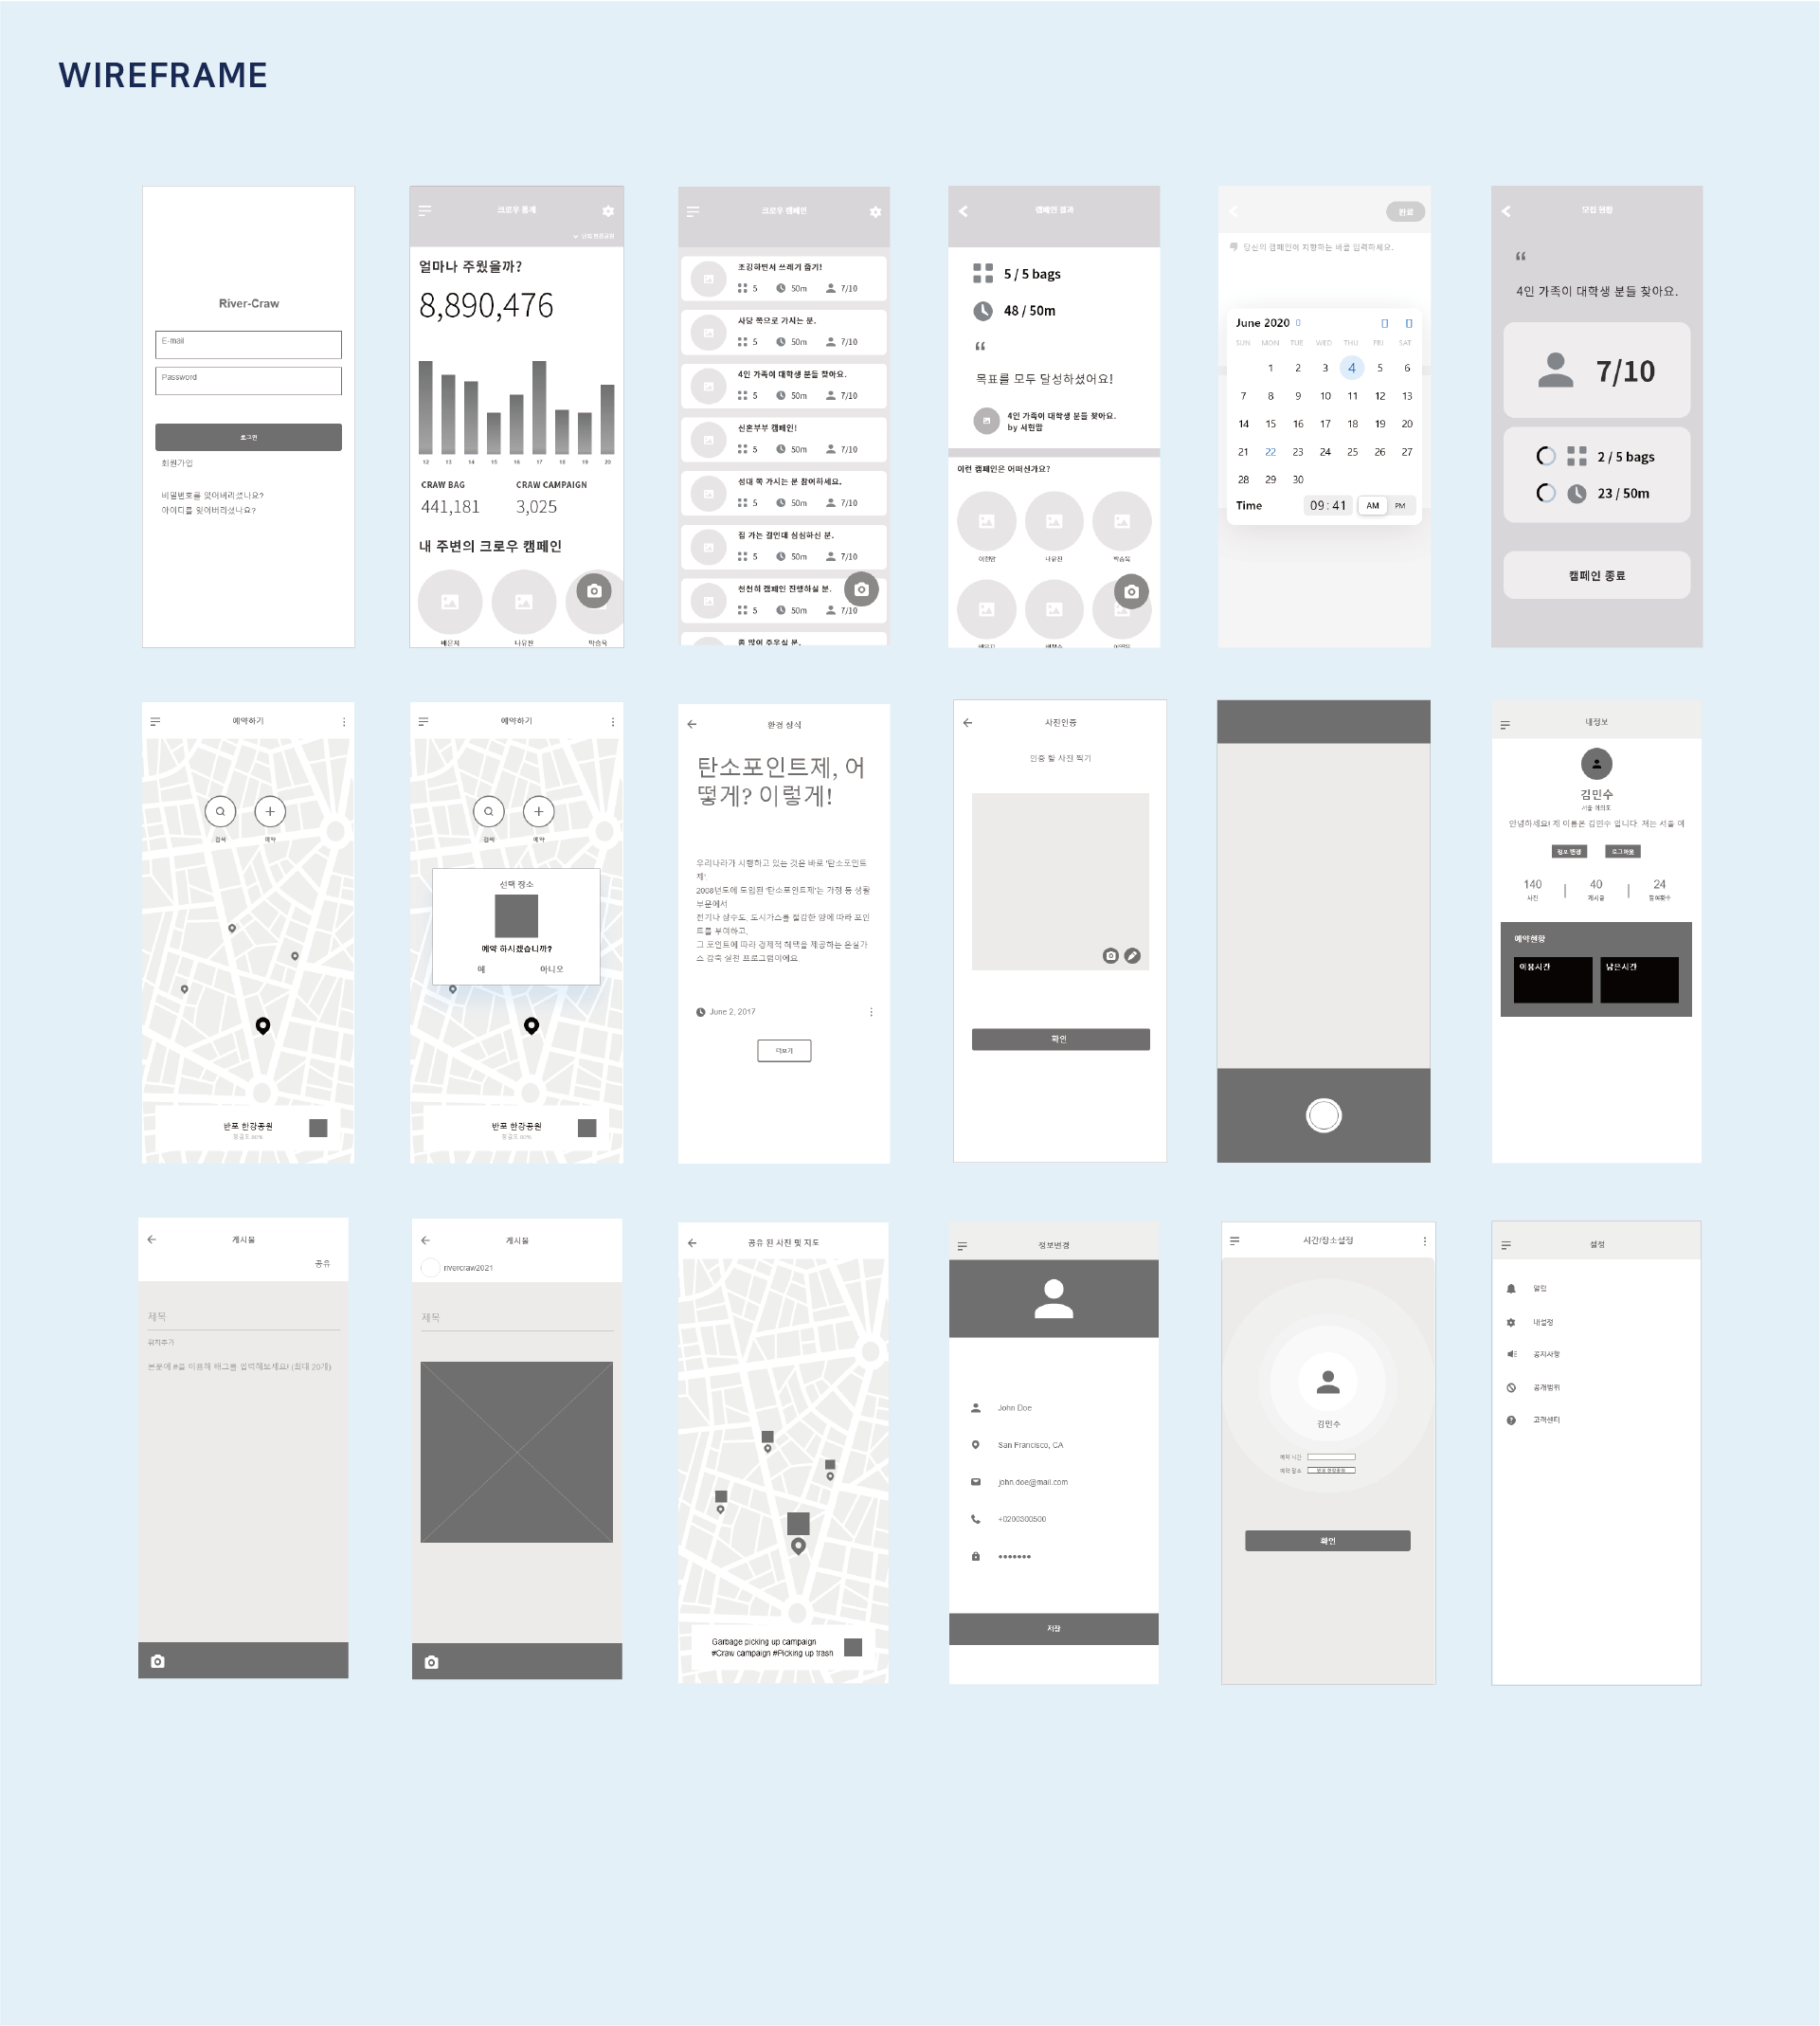 WIREFRAME
River-Craw
E-mail
Password
로그인
회원가입
비밀번호를 잊어버리셨나요?
아이디를 잊어버리셨나요?
크로우 통계
얼마나 주웠을까?
8,890,476
12 13 14 15 16 17 18 19 20
CRAW BAG CRAW CAMPAIGN
441,181 3,025
내 주변의 크로우 캠페인
배은지 나유진 박승욱
크로우 캠페인
조깅하면서 쓰레기 줍기!
5 50m 7/10
사당 쪽으로 가시는 분.
5 50m 7/10
4인 가족이 대학생 분들 찾아요.
5 50m 7/10
신혼부부 캠페인!
5 50m 7/10
섬대 쪽 가시는 분 참여하세요.
5 50m 7/10
집 가는 길인데 심심하신 분.
5 50m 7/10
천천히 캠페인 진행하실 분.
5 50m 7/10
좀 많이 주우실 분.
캠페인 결과
5 / 5 bags
48 / 50m
“
목표를 모두 달성하셨어요!
4인 가족이 대학생 분들 찾아요.
by 서현맘
이런 캠페인은 어떠신가요?
이현맘 나유진 박승욱
배은지
완료
당신의 캠페인이 지향하는 바를 입력하세요.
June 2020
SUN MON TUE WED THU FRI SAT
1 2 3 4 5 6
7 8 9 10 11 12 13
14 15 16 17 18 19 20
21 22 23 24 25 26 27
28 29 30
Time 09:41 AM PM
모집 현황
“
4인 가족이 대학생 분들 찾아요.
7/10
2 / 5 bags
23 / 50m
캠페인 종료
예약하기
검색 예약
반포 한강공원
청결도 80%
예약하기
검색 예약
선택 장소
예약 하시겠습니까?
예 아니오
반포 한강공원
청결도 80%
환경 상식
탄소포인트제, 어
떻게? 이렇게!
우리나라가 시행하고 있는 것은 바로 '탄소포인트
제'.
2008년도에 도입된 '탄소포인트제'는 가정 등 생활
부문에서
전기나 상수도, 도시가스를 절감한 양에 따라 포인
트를 부여하고,
그 포인트에 따라 경제적 혜택을 제공하는 온실가
스 감축 실천 프로그램이에요.
June 2, 2017
더보기
사진인증
인증 할 사진 찍기
확인
내정보
김민수
서울 여의도
안녕하세요! 제 이름은 김민수 입니다. 저는 서울 여
정보 변경 로그아웃
140 40 24
사진 게시글 참여횟수
예약현황
이용시간 남은시간
게시물
공유
제목
위치추가
본문에 #을 이용해 태그를 입력해보세요! (최대 20개)
게시물
rivercraw2021
제목
공유 된 사진 및 지도
Garbage picking up campaign
#Craw campaign #Picking up trash
정보변경
John Doe
San Francisco, CA
john.doe@mail.com
+0200300500
•••••••
저장
시간/장소설정
김민수
예약 시간
예약 장소 반포 한강공원
확인
설정
알림
내설정
공지사항
공개범위
고객센터